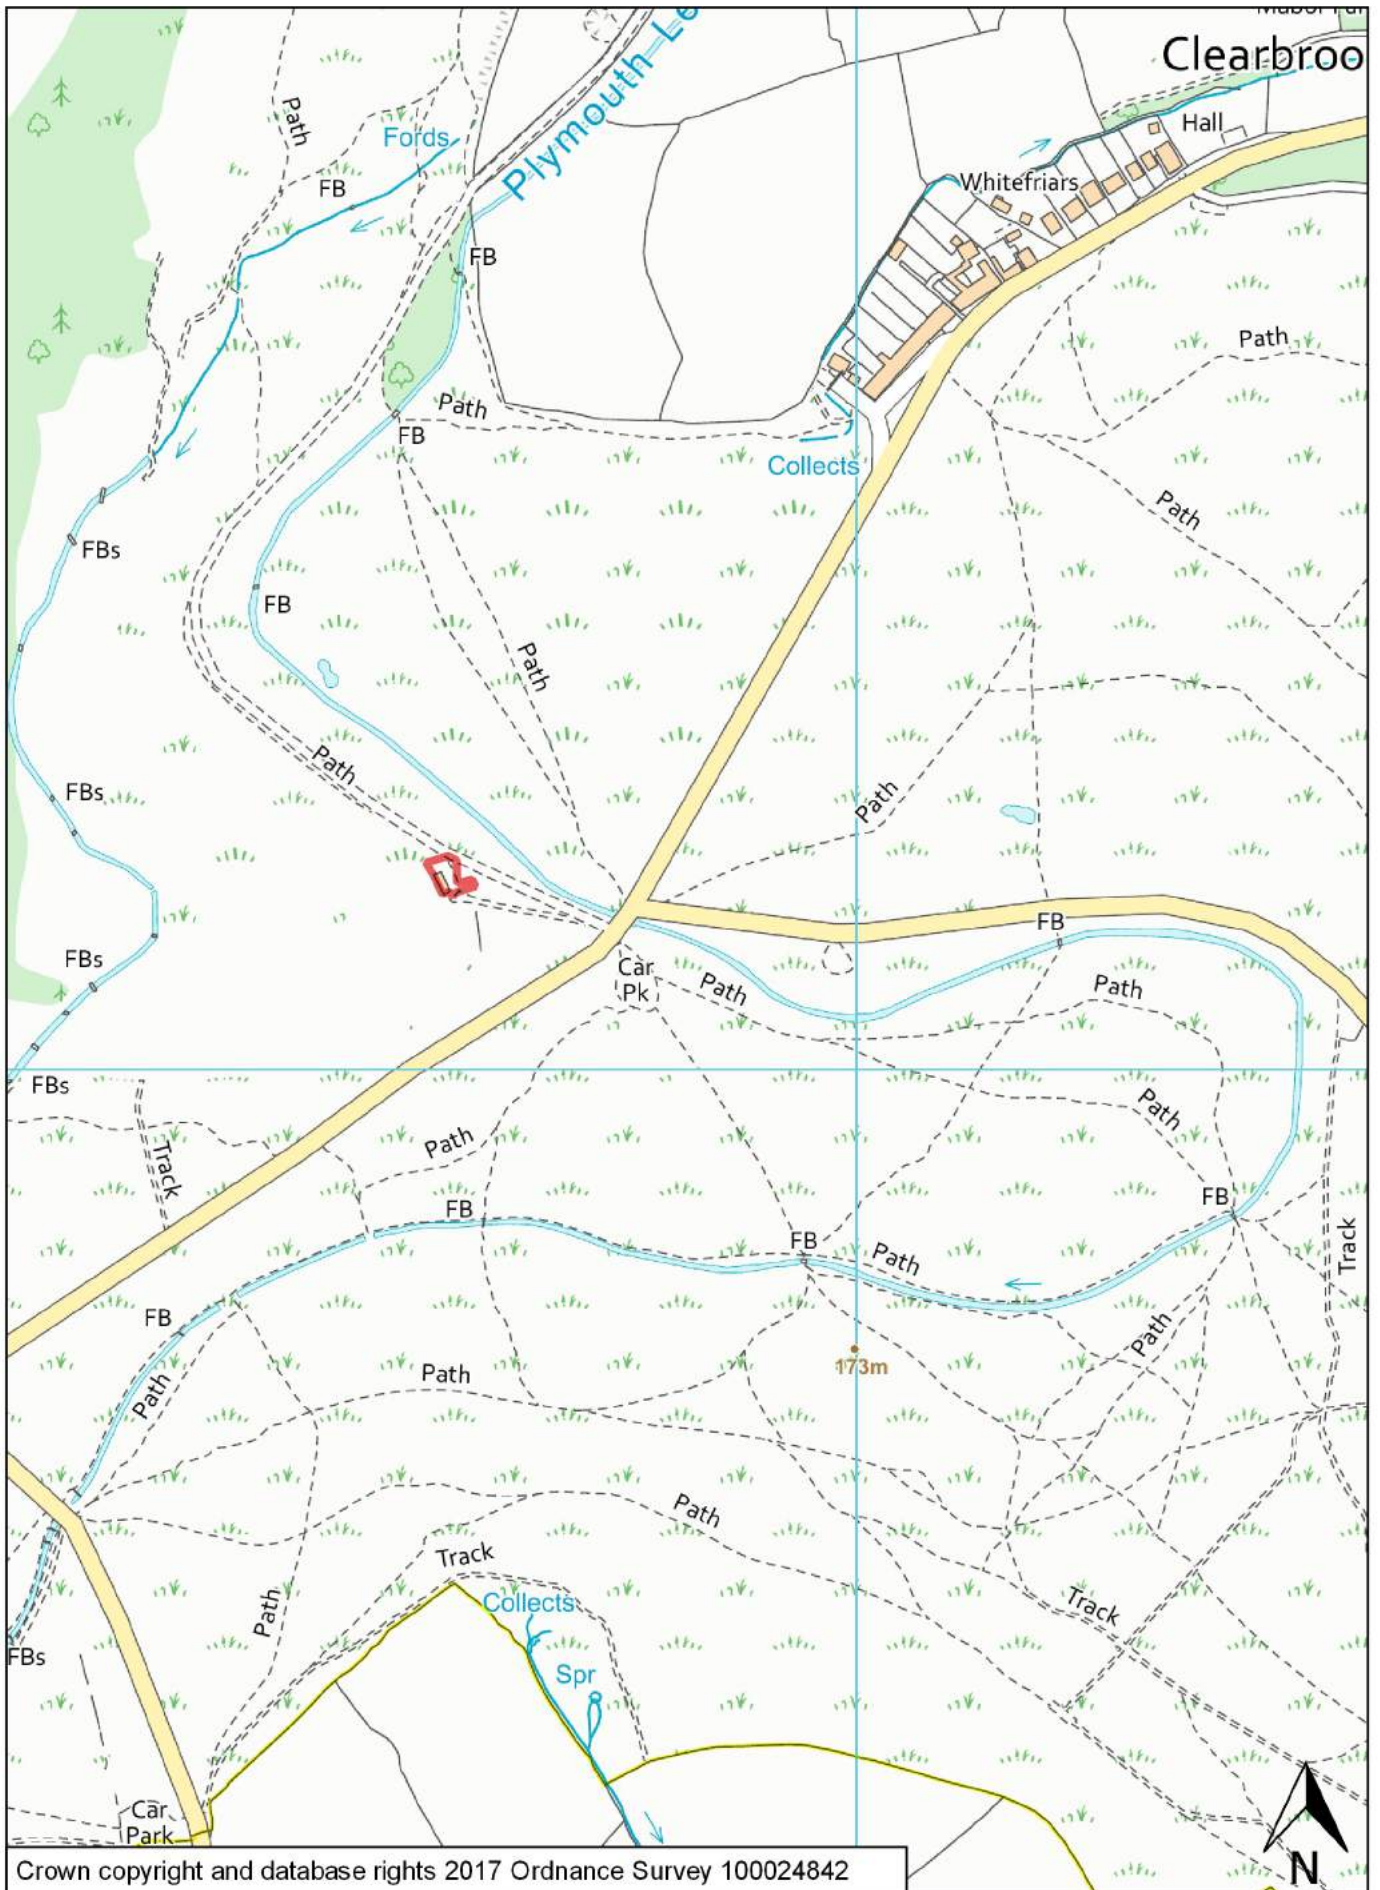 Clearbroo
Plymouth Le
Path
Fords
Hall
FB
Whitefriars
FB
Path
Path
FB
Collects
Path
FBs
FB
Path
Path
FBs
Path
FB
FBs
Car
Pk
Path
Path
FBs
Path
Path
Track
FB
FB
FB
Path
Track
FB
Path
173m
Path
Path
Path
Track
Collects
Path
Track
FBs
Spr
Car
Park
N
Crown copyright and database rights 2017 Ordnance Survey 100024842